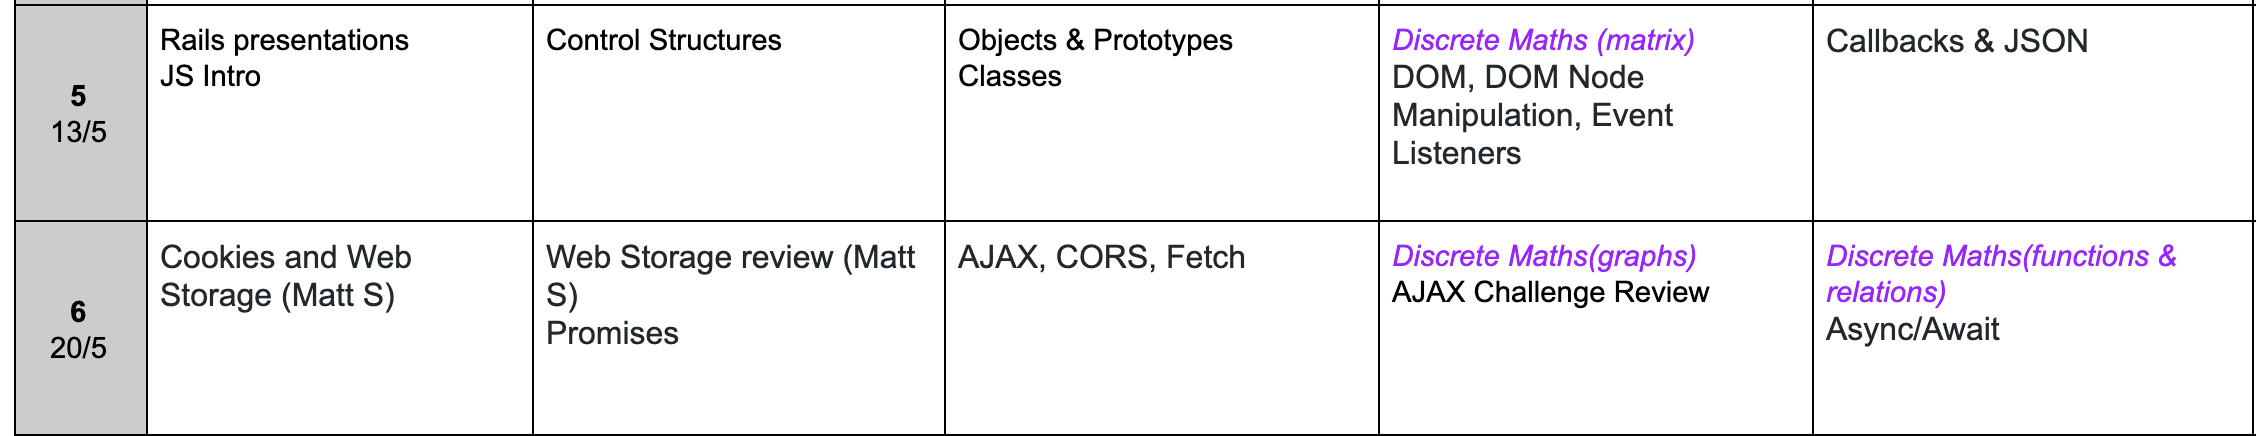 5
13/5
Rails presentations
JS Intro
Control Structures
Objects & Prototypes
Classes
Discrete Maths (matrix)
DOM, DOM Node
Manipulation, Event
Listeners
Callbacks & JSON
6
20/5
Cookies and Web
Storage (Matt S)
Web Storage review (Matt
S)
Promises
AJAX, CORS, Fetch
Discrete Maths(graphs)
AJAX Challenge Review
Discrete Maths(functions &
relations)
Async/Await